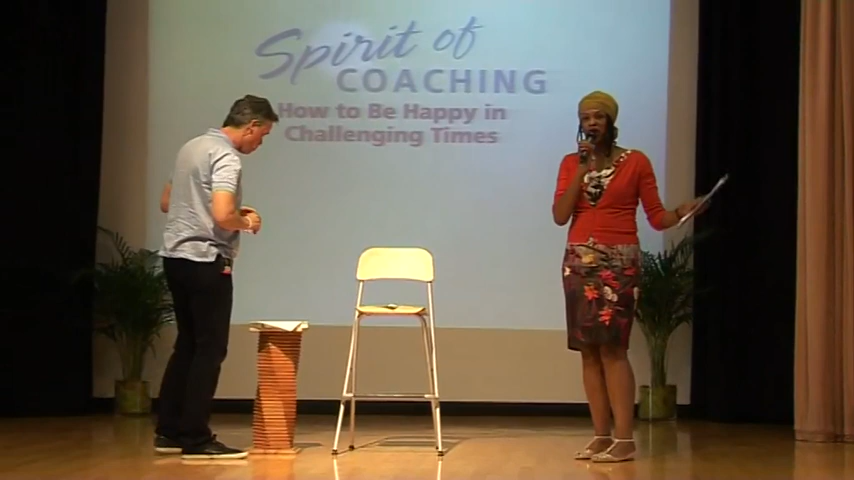 Spirit of
COACHING
How to Be Happy in
Challenging Times